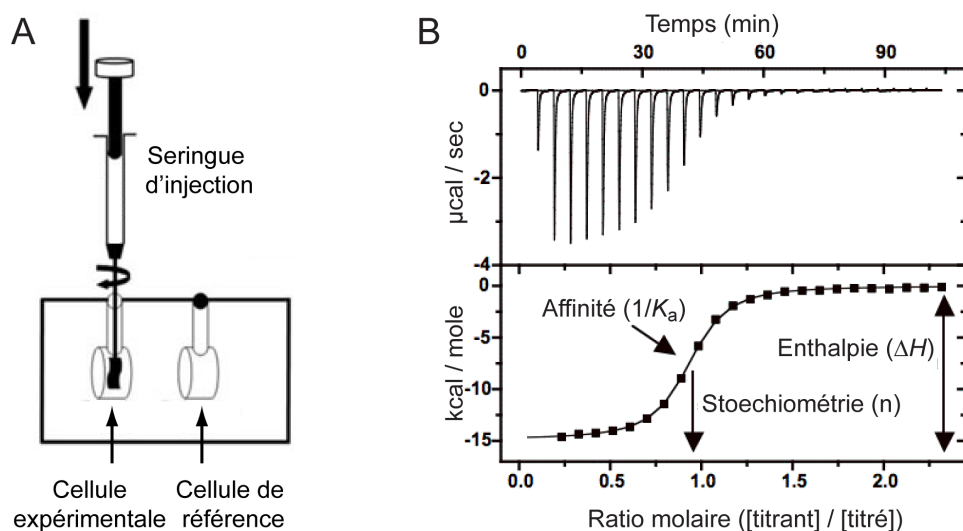 A
Seringue
d’injection
Cellule
expérimentale
Cellule de
référence
B
Temps (min)
0 30 60 90
0
-2
-4
µcal / sec
0
-5
-10
-15
kcal / mole
Affinité (1/Ka)
Enthalpie (ΔH)
Stoechiométrie (n)
0.0 0.5 1.0 1.5 2.0
Ratio molaire ([titrant] / [titré])